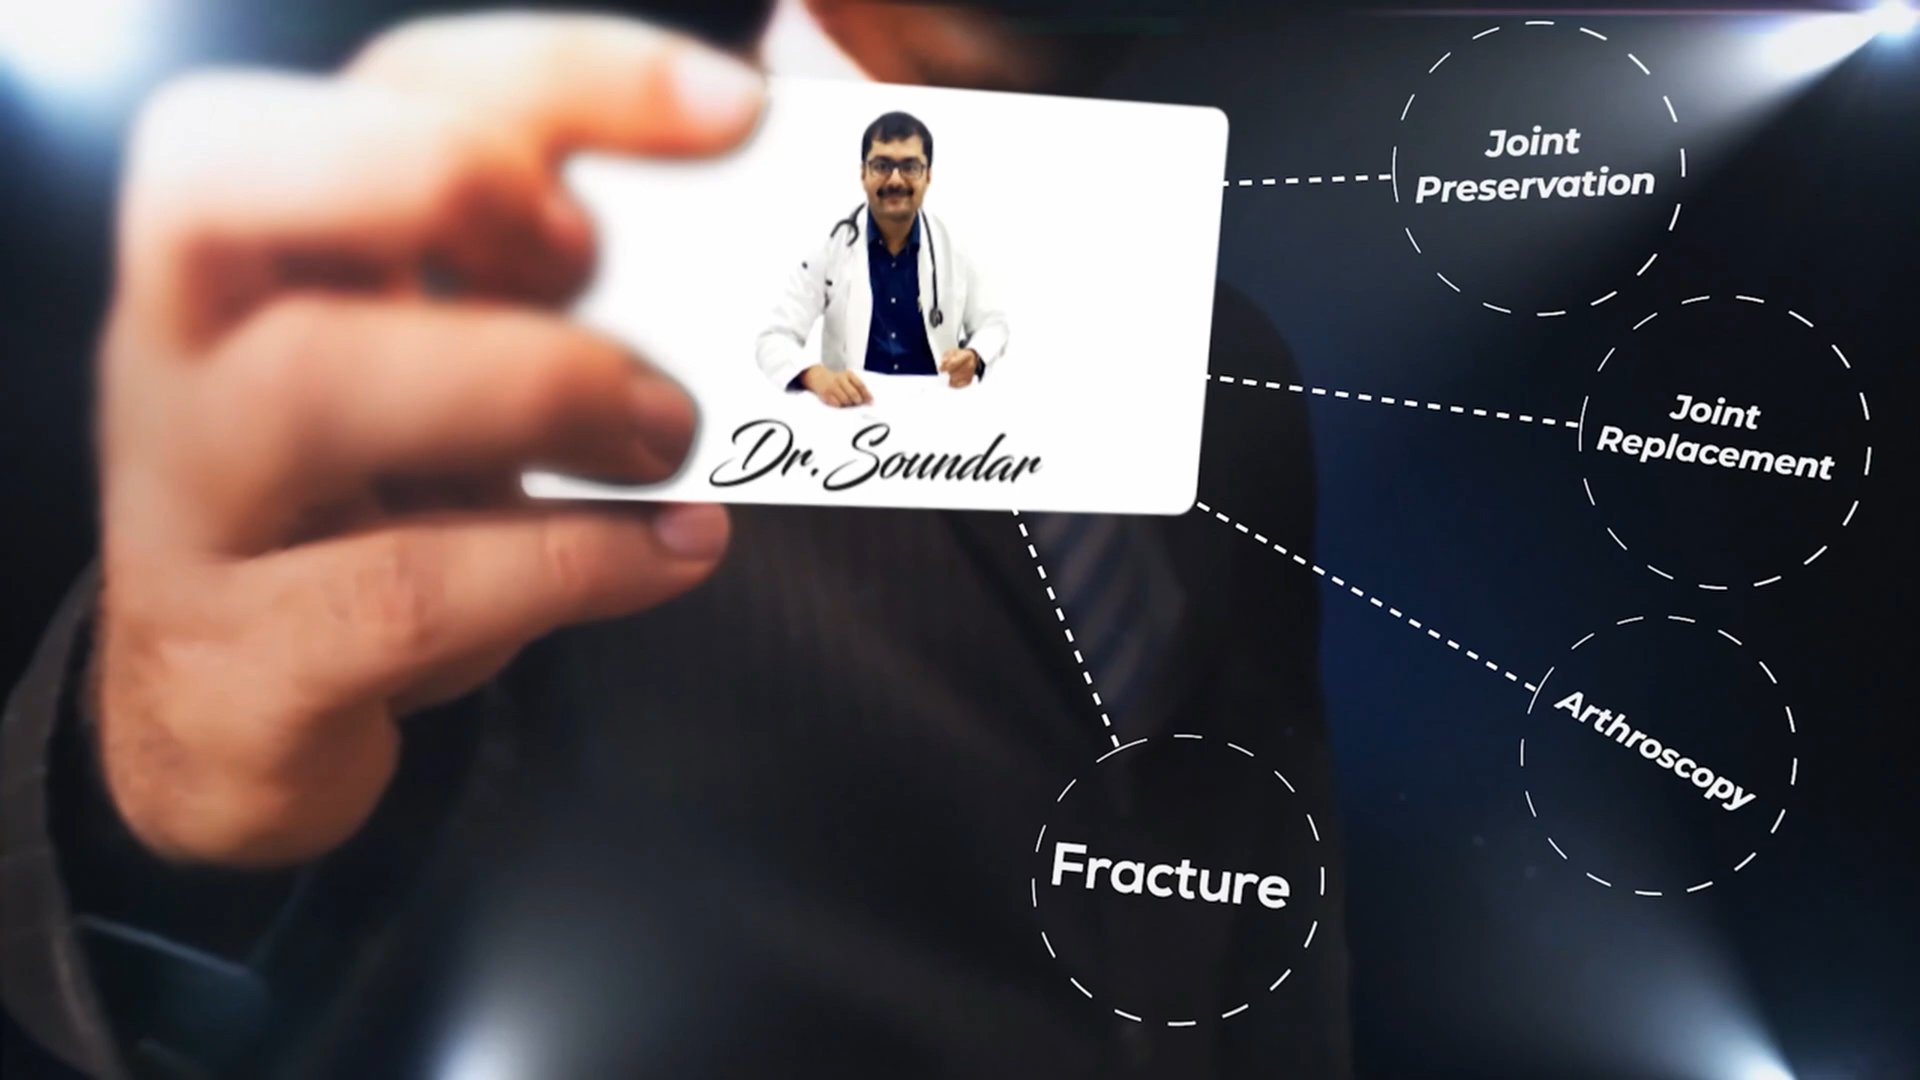 Joint
Preservation
Joint
Replacement
Dr. Soundar
Arthroscopy
Fracture